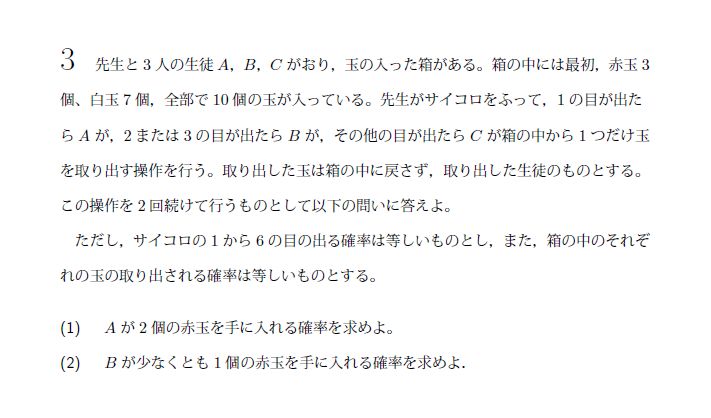 3 先生と 3 人の生徒 A，B，C がおり，玉の入った箱がある。箱の中には最初，赤玉 3
個、白玉 7 個，全部で 10 個の玉が入っている。先生がサイコロをふって，1 の目が出た
ら A が，2 または 3 の目が出たら B が，その他の目が出たら C が箱の中から 1 つだけ玉
を取り出す操作を行う。取り出した玉は箱の中に戻さず，取り出した生徒のものとする。
この操作を 2 回続けて行うものとして以下の問いに答えよ。
ただし，サイコロの 1 から 6 の目の出る確率は等しいものとし，また，箱の中のそれぞ
れの玉の取り出される確率は等しいものとする。
(1) A が 2 個の赤玉を手に入れる確率を求めよ。
(2) B が少なくとも 1 個の赤玉を手に入れる確率を求めよ．